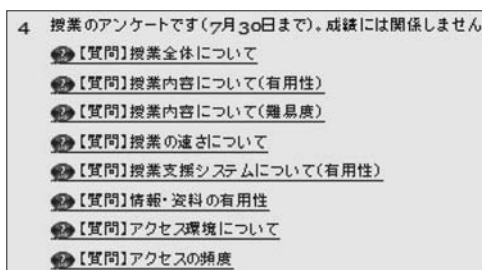 4 授業のアンケートです(7月30日まで)。成績には関係しません
【質問】授業全体について
【質問】授業内容について(有用性)
【質問】授業内容について(難易度)
【質問】授業の速さについて
【質問】授業支援システムについて(有用性)
【質問】情報・資料の有用性
【質問】アクセス環境について
【質問】アクセスの頻度